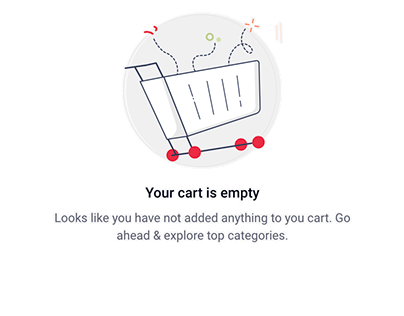 Your cart is empty
Looks like you have not added anything to you cart. Go
ahead & explore top categories.